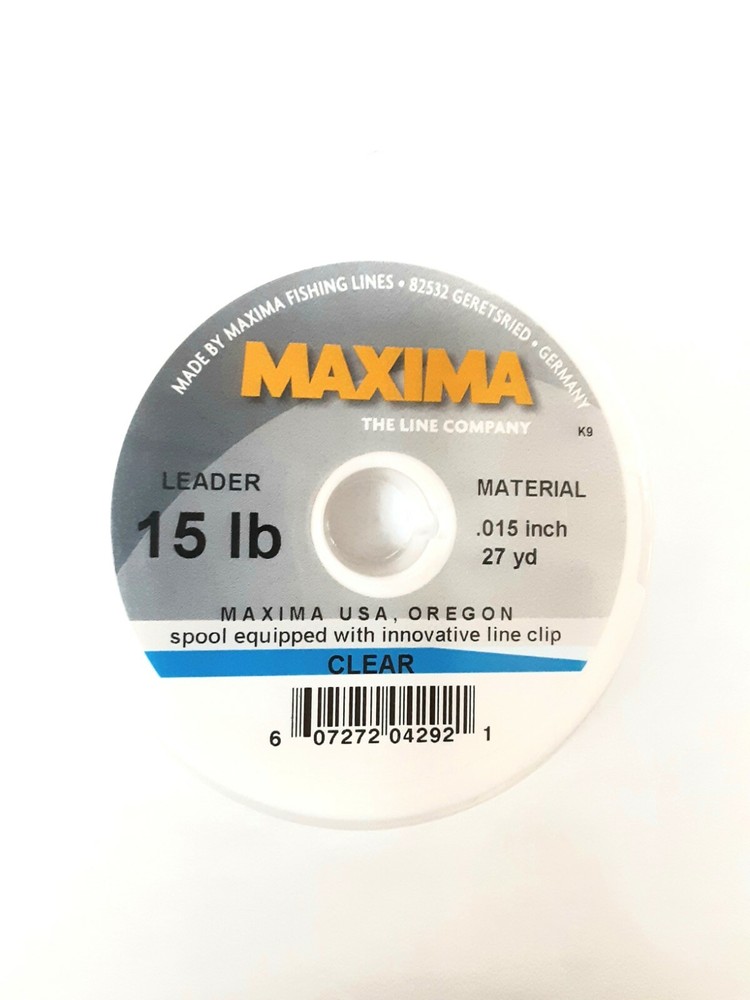 MADE BY MAXIMA FISHING LINES • 82532 GERETSRIED • GERMANY
MAXIMA
THE LINE COMPANY
K9
LEADER
MATERIAL
15 lb
.015 inch
27 yd
MAXIMA USA, OREGON
spool equipped with innovative line clip
CLEAR
6 07272 04292 1